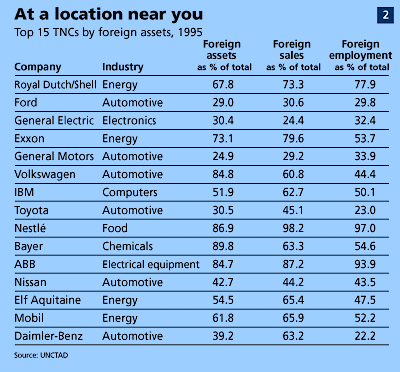 At a location near you
2
Top 15 TNCs by foreign assets, 1995
Foreign Foreign Foreign
assets sales employment
Company Industry as % of total as % of total as % of total
Royal Dutch/Shell Energy 67.8 73.3 77.9
Ford Automotive 29.0 30.6 29.8
General Electric Electronics 30.4 24.4 32.4
Exxon Energy 73.1 79.6 53.7
General Motors Automotive 24.9 29.2 33.9
Volkswagen Automotive 84.8 60.8 44.4
IBM Computers 51.9 62.7 50.1
Toyota Automotive 30.5 45.1 23.0
Nestlé Food 86.9 98.2 97.0
Bayer Chemicals 89.8 63.3 54.6
ABB Electrical equipment 84.7 87.2 93.9
Nissan Automotive 42.7 44.2 43.5
Elf Aquitaine Energy 54.5 65.4 47.5
Mobil Energy 61.8 65.9 52.2
Daimler-Benz Automotive 39.2 63.2 22.2
Source: UNCTAD